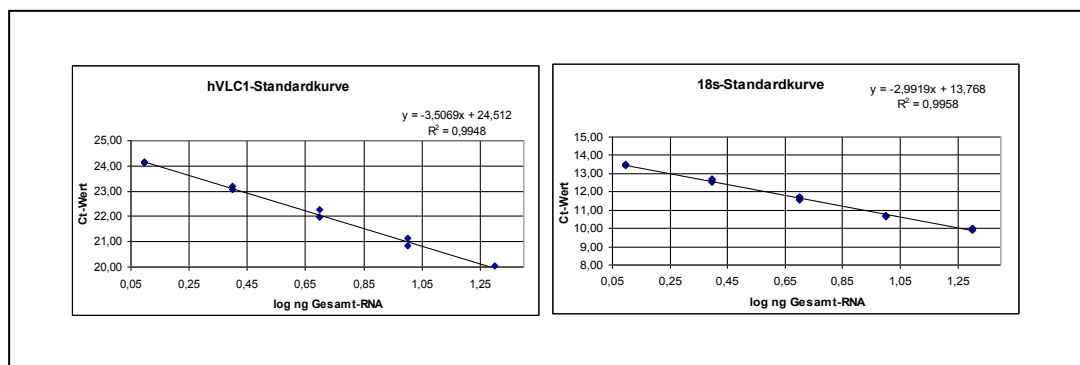 hVLC1-Standardkurve
y = -3,5069x + 24,512
R² = 0,9948
25,00
24,00
23,00
22,00
21,00
20,00
Ct-Wert
0,05 0,25 0,45 0,65 0,85 1,05 1,25
log ng Gesamt-RNA
18s-Standardkurve
y = -2,9919x + 13,768
R² = 0,9958
15,00
14,00
13,00
12,00
11,00
10,00
9,00
8,00
Ct-Wert
0,05 0,25 0,45 0,65 0,85 1,05 1,25
log ng Gesamt-RNA